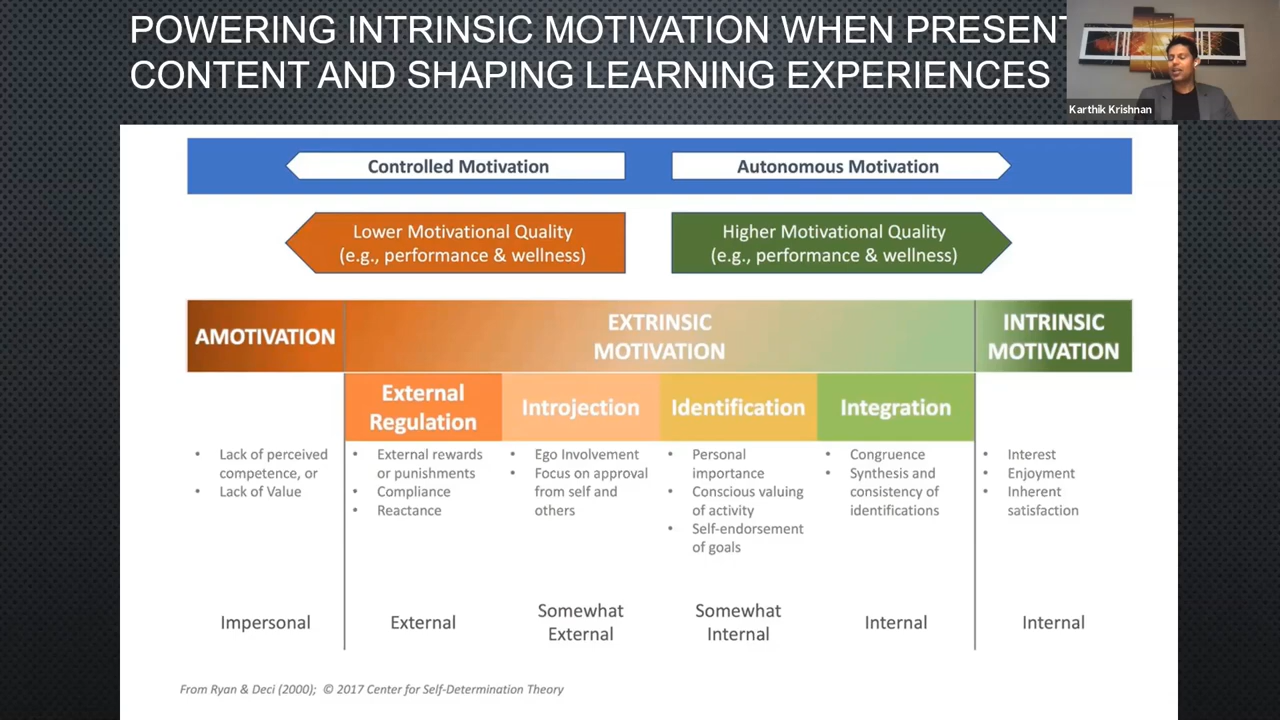 POWERING INTRINSIC MOTIVATION WHEN PRESENT
CONTENT AND SHAPING LEARNING EXPERIENCES
Karthik Krishnan
Controlled Motivation
Autonomous Motivation
Lower Motivational Quality
(e.g., performance & wellness)
Higher Motivational Quality
(e.g., performance & wellness)
AMOTIVATION
EXTRINSIC
MOTIVATION
INTRINSIC
MOTIVATION
External
Regulation
Introjection
Identification
Integration
• Lack of perceived
competence, or
• Lack of Value
• External rewards
or punishments
• Compliance
• Reactance
• Ego Involvement
• Focus on approval
from self and
others
• Personal
importance
• Conscious valuing
of activity
• Self-endorsement
of goals
• Congruence
• Synthesis and
consistency of
identifications
• Interest
• Enjoyment
• Inherent
satisfaction
Impersonal
External
Somewhat
External
Somewhat
Internal
Internal
Internal
From Ryan & Deci (2000); © 2017 Center for Self-Determination Theory